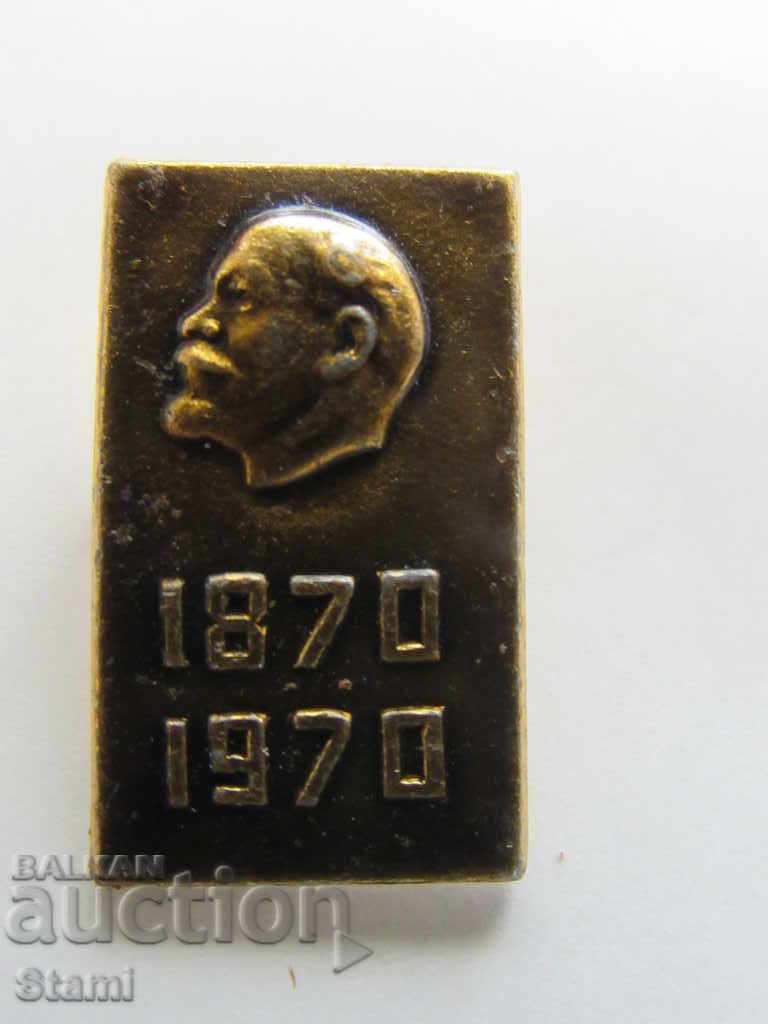 1870
1970
BALKAN
auction
Stami